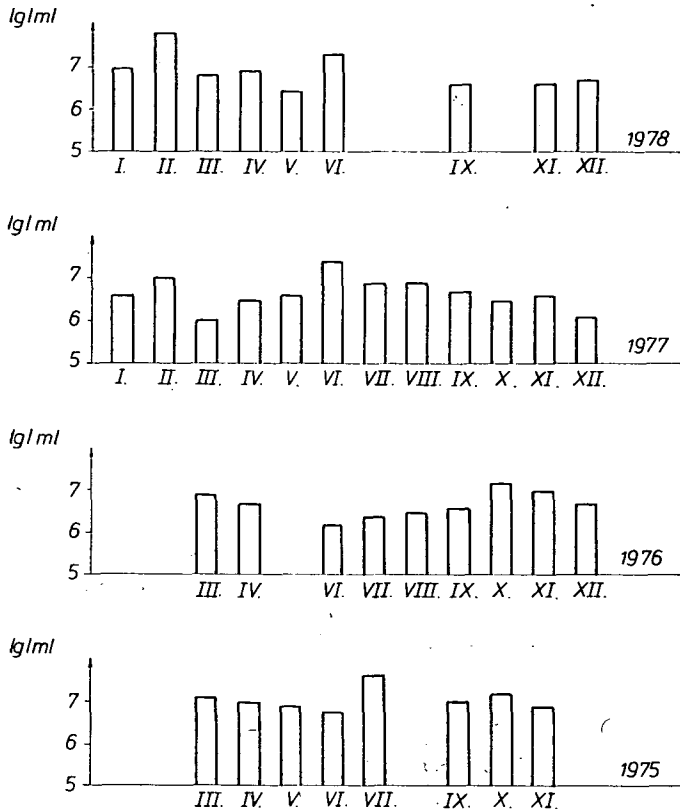 lg/ml
7
6
5
1978
I. II. III. IV. V. VI. IX. XI. XII.
lg/ml
7
6
5
1977
I. II. III. IV. V. VI. VII. VIII. IX. X. XI. XII.
lg/ml
7
6
5
1976
III. IV. VI. VII. VIII. IX. X. XI. XII.
lg/ml
7
6
5
1975
III. IV. V. VI. VII. IX. X. XI.